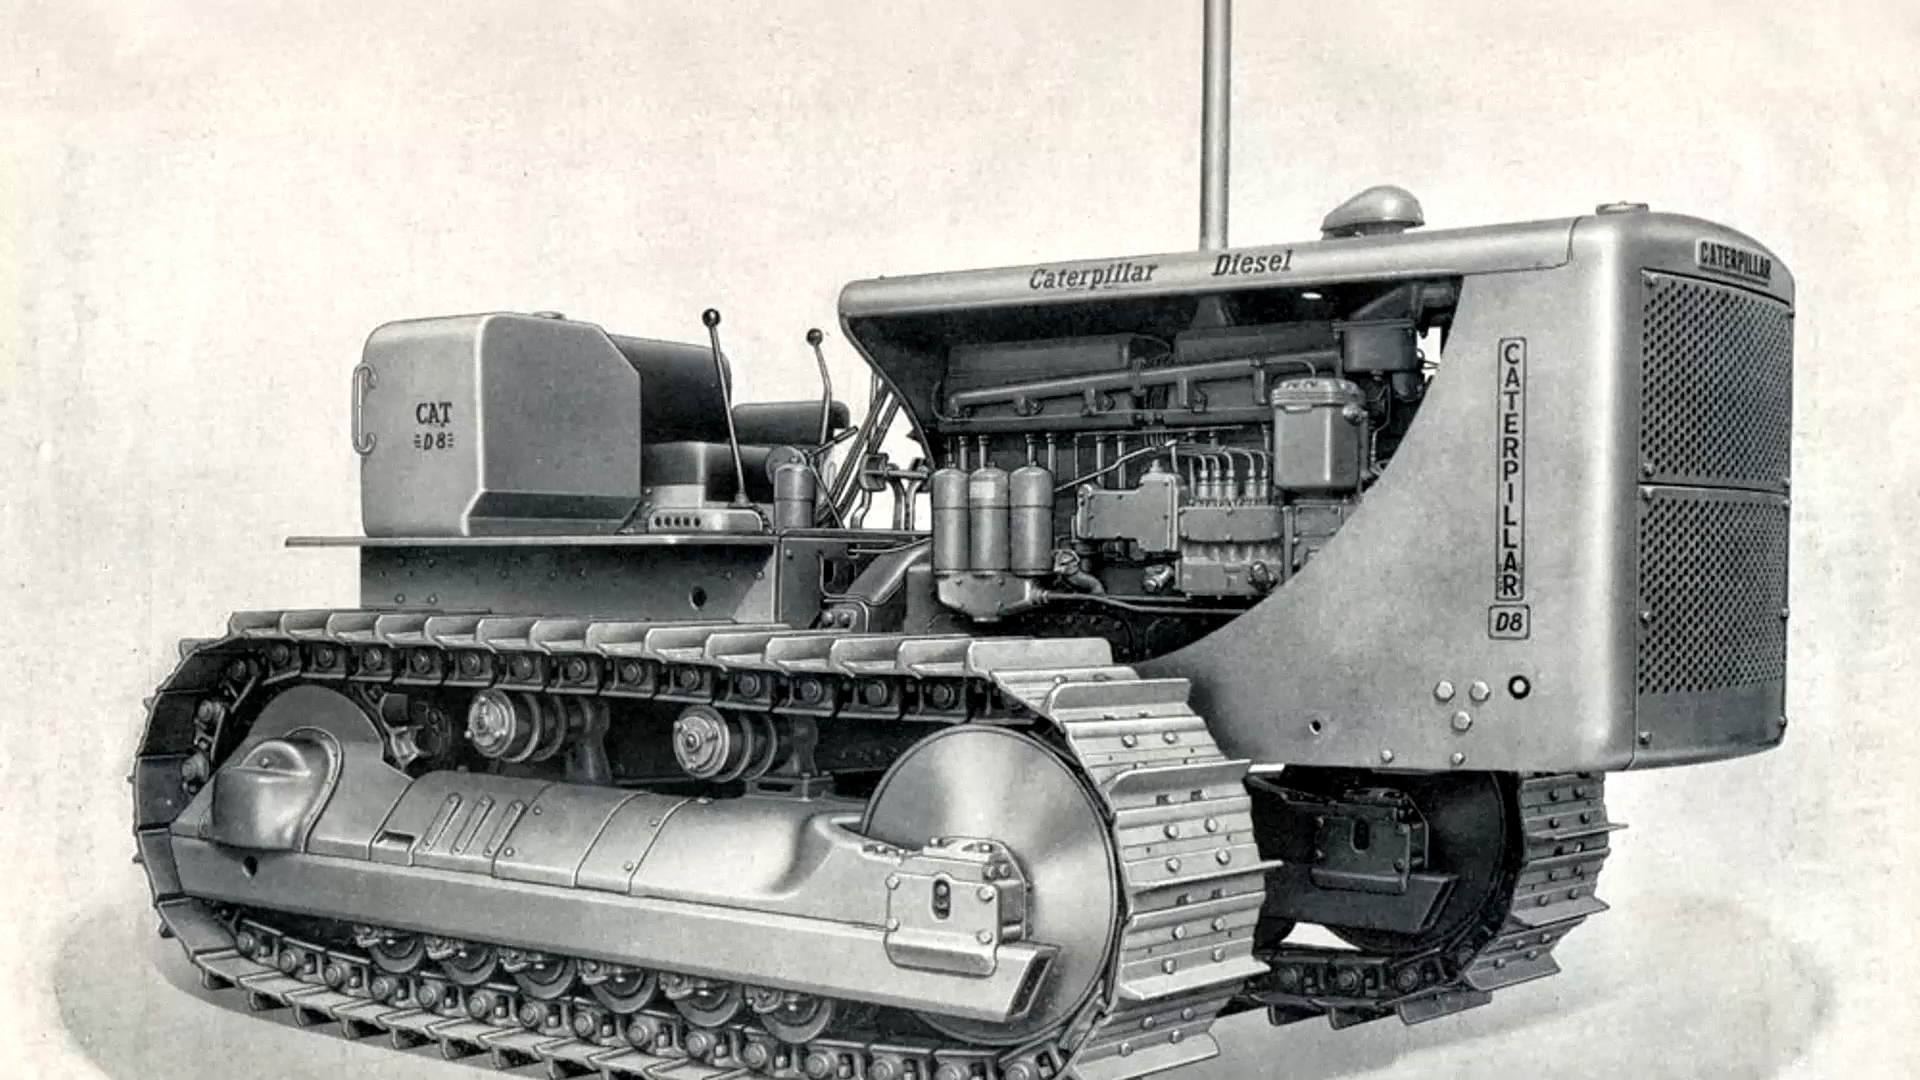 Caterpillar Diesel
CATERPILLAR
CAT
D8
CATERPILLAR
D8